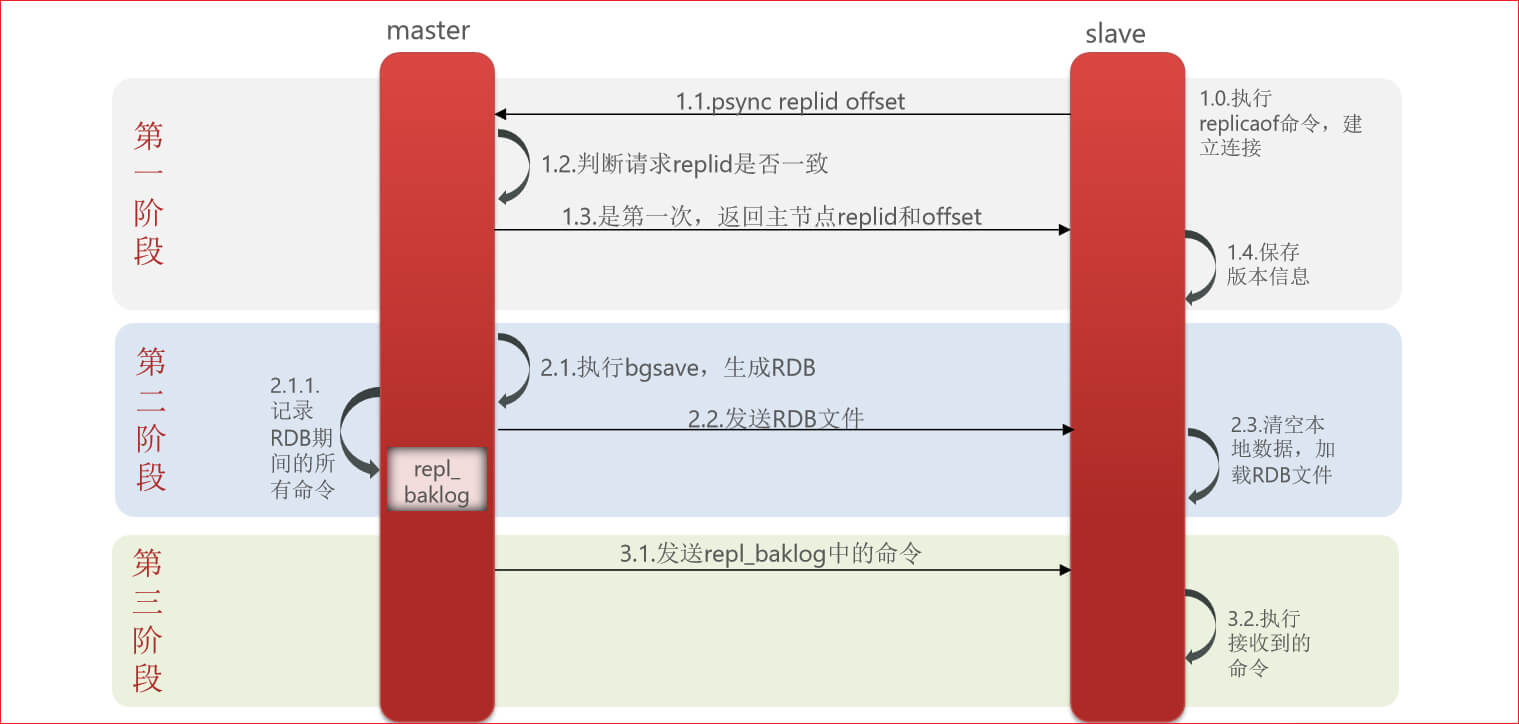 master
slave
第
一
阶
段
1.0.执行
replicaof命令，建
立连接
1.1.psync replid offset
1.2.判断请求replid是否一致
1.3.是第一次，返回主节点replid和offset
1.4.保存
版本信息
第
二
阶
段
2.1.执行bgsave，生成RDB
2.1.1.
记录
RDB期
间的所
有命令
repl_
baklog
2.2.发送RDB文件
2.3.清空本
地数据，加
载RDB文件
第
三
阶
段
3.1.发送repl_baklog中的命令
3.2.执行
接收到的
命令